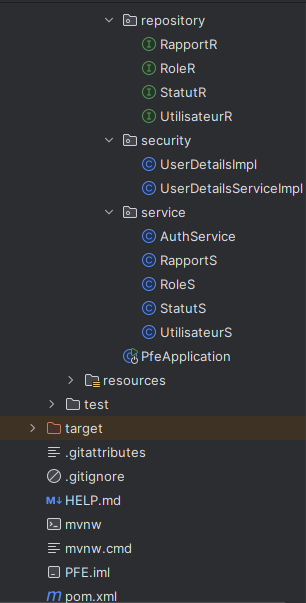 repository
RapportR
RoleR
StatutR
UtilisateurR
security
UserDetailsImpl
UserDetailsServiceImpl
service
AuthService
RapportS
RoleS
StatutS
UtilisateurS
PfeApplication
resources
test
target
.gitattributes
.gitignore
HELP.md
mvnw
mvnw.cmd
PFE.iml
pom.xml